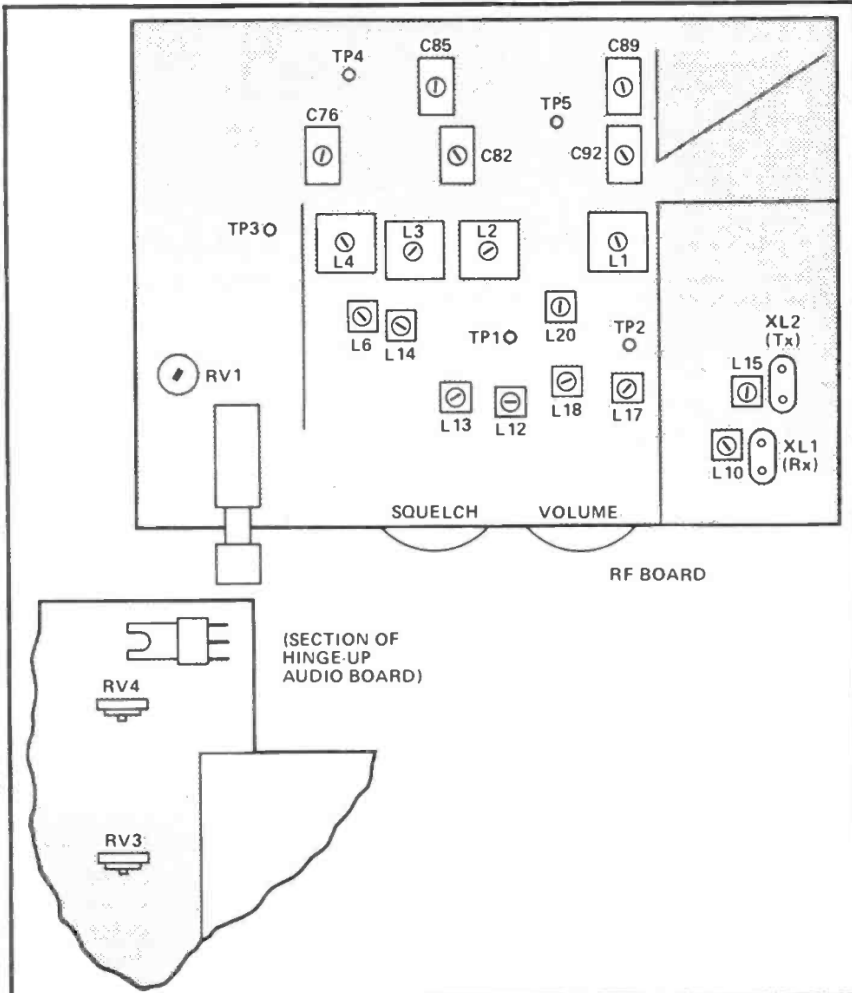 C85
C89
TP4
TP5
C76
C82
C92
TP3
L4
L3
L2
L1
L6
L14
TP1
L20
TP2
XL2
(Tx)
L15
RV1
L13
L12
L18
L17
L10
XL1
(Rx)
SQUELCH
VOLUME
RF BOARD
(SECTION OF
HINGE-UP
AUDIO BOARD)
RV4
RV3